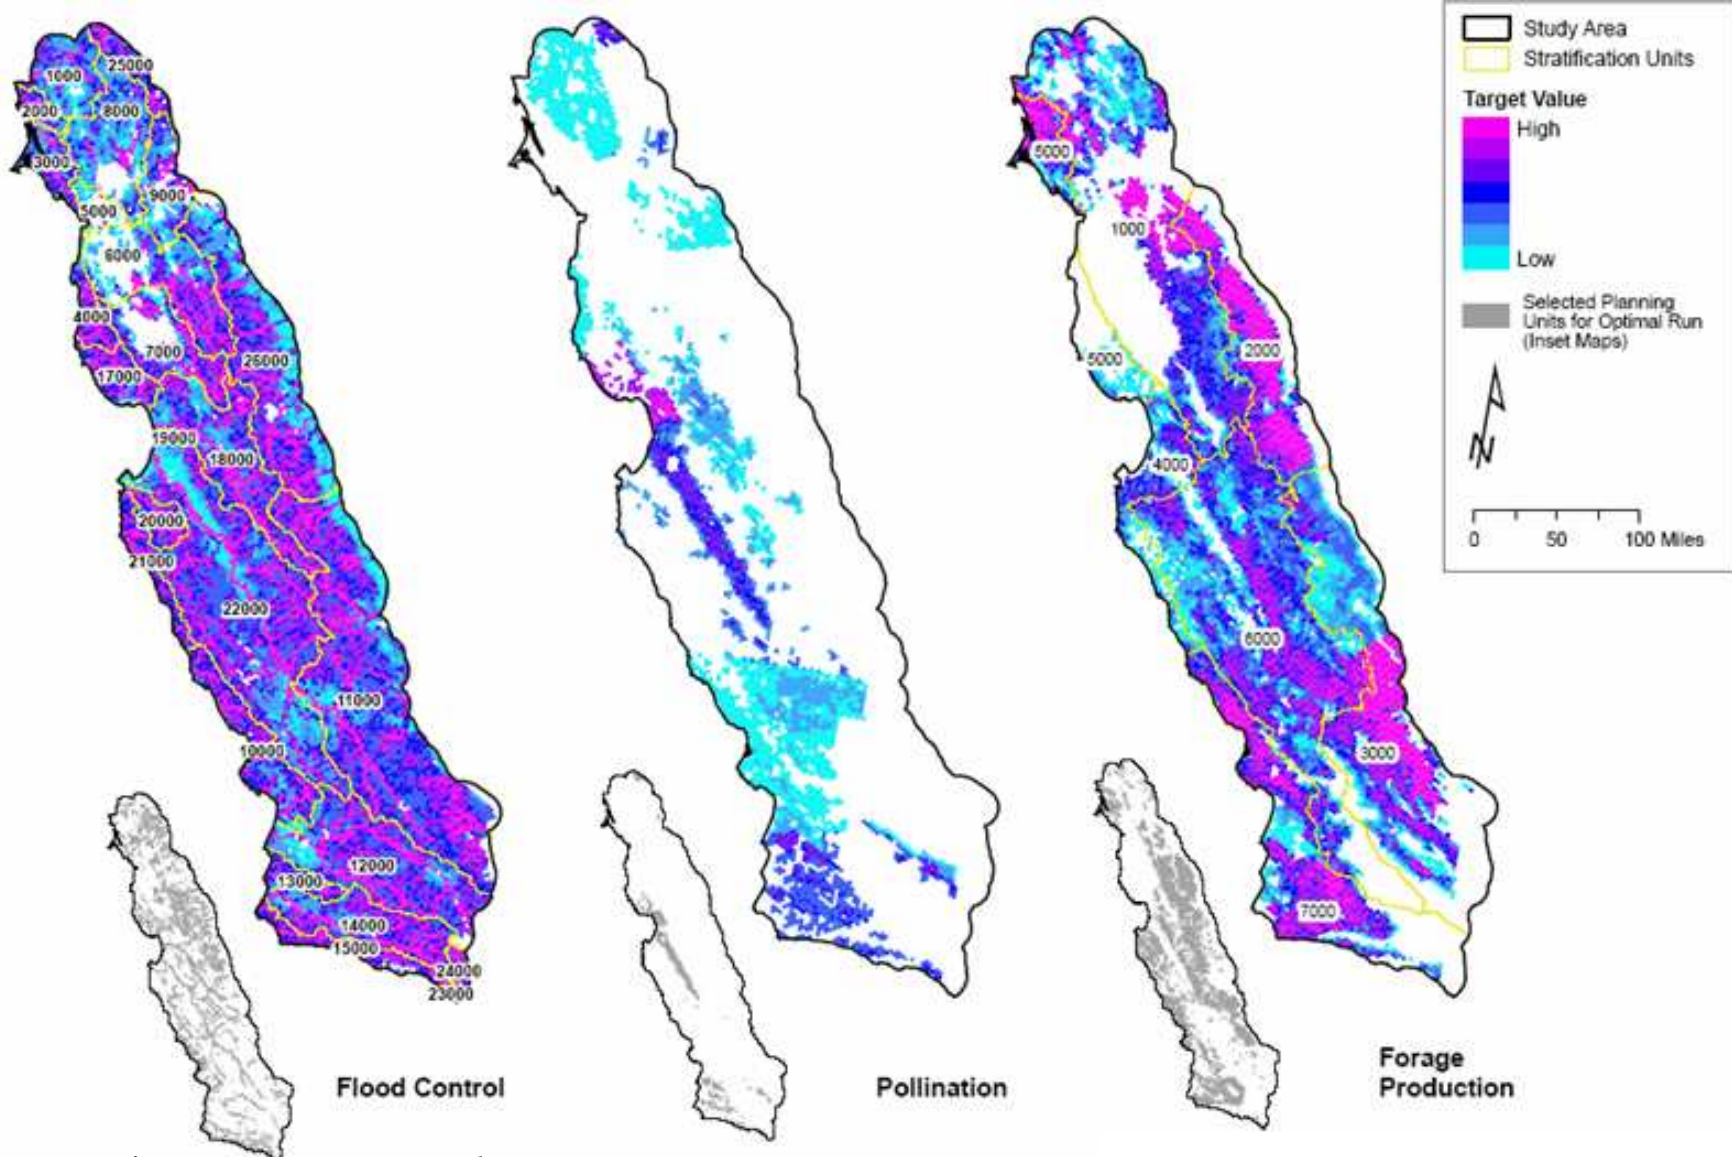 1000
25000
2000
8000
3000
9000
5000
6000
4000
7000
26000
17000
19000
18000
20000
21000
22000
11000
10000
12000
13000
14000
15000
24000
23000
Flood Control
Pollination
5000
1000
2000
5000
4000
6000
3000
7000
Forage
Production
Study Area
Stratification Units
Target Value
High
Low
Selected Planning
Units for Optimal Run
(Inset Maps)
N
0 50 100 Miles